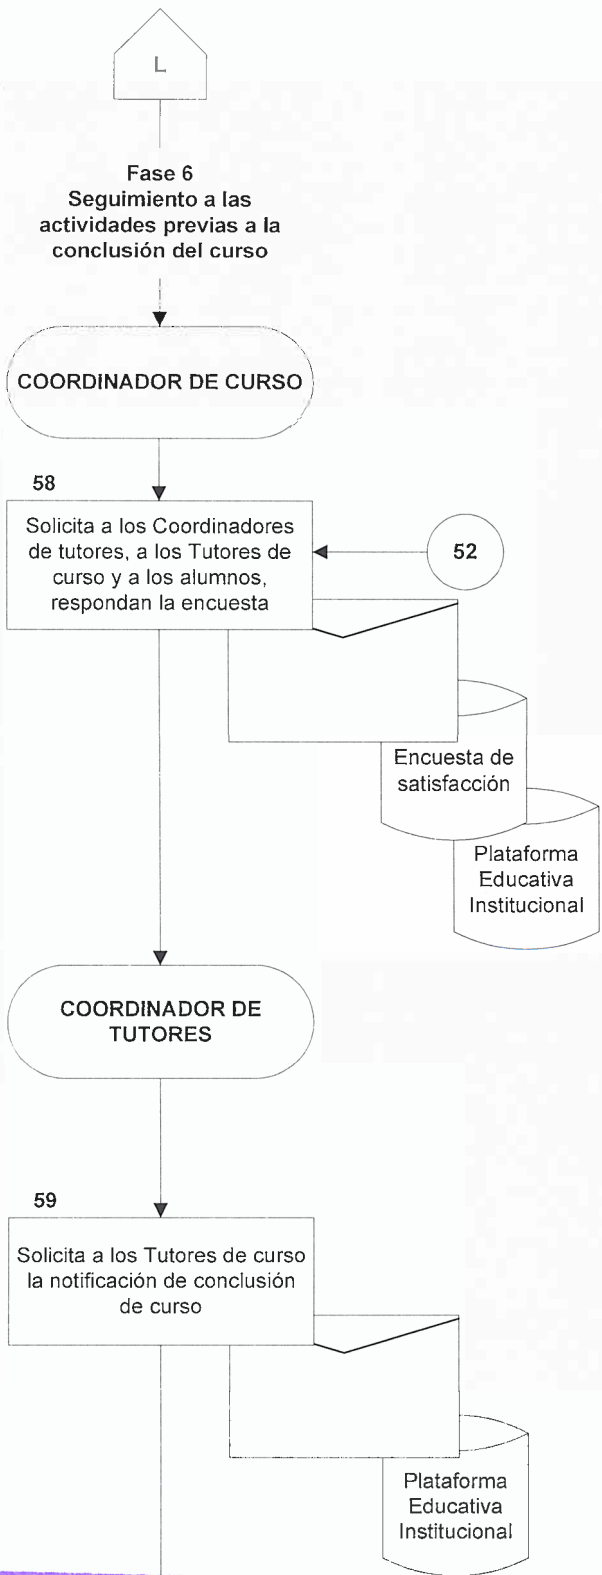 L
Fase 6
Seguimiento a las
actividades previas a la
conclusión del curso
COORDINADOR DE CURSO
58
Solicita a los Coordinadores
de tutores, a los Tutores de
curso y a los alumnos,
respondan la encuesta
52
Encuesta de
satisfacción
Plataforma
Educativa
Institucional
COORDINADOR DE
TUTORES
59
Solicita a los Tutores de curso
la notificación de conclusión
de curso
Plataforma
Educativa
Institucional